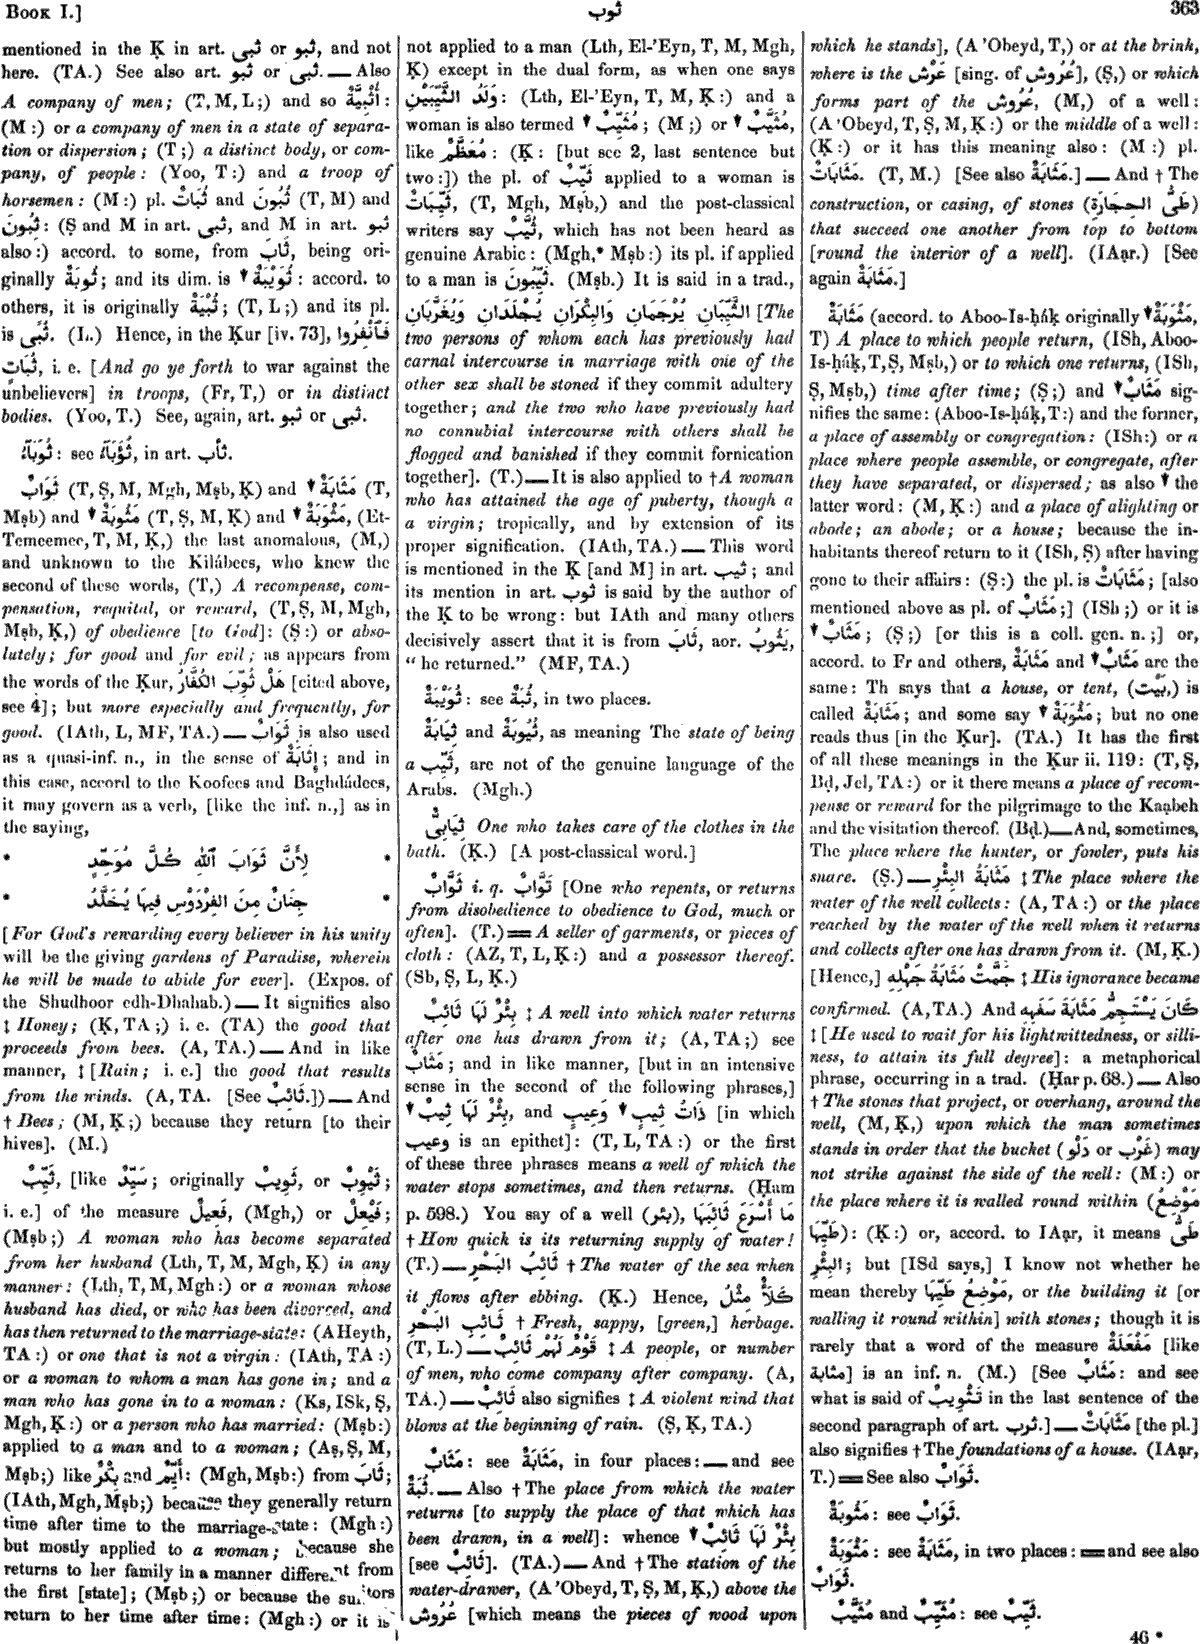 Book I.]
ثوب
363
mentioned in the Ḳ in art. ثبو or ثبى, and not
here. (TA.) See also art. ثبو or ثبى. — Also
A company of men; (T, M, L;) and so أُثْبِيَّةٌ :
(M:) or a company of men in a state of separa-
tion or dispersion; (T;) a distinct body, or com-
pany, of people: (Yoo, T:) and a troop of
horsemen: (M:) pl. ثُبَاتٌ and ثُبُونَ (T, M) and
ثِبُونَ: (Ṣ and M in art. ثبى, and M in art. ثبو
also:) accord. to some, from ثَابَ, being ori-
ginally ثُوبَةٌ; and its dim. is ▼ ثُوَيْبَةٌ : accord. to
others, it is originally ثُبْيَةٌ; (T, L;) and its pl.
is ثُبًى. (L.) Hence, in the Ḳur [iv. 73], فَٱنْفِرُوا
ثُبَاتٍ, i. e. [And go ye forth to war against the
unbelievers] in troops, (Fr, T,) or in distinct
bodies. (Yoo, T.) See, again, art. ثبو or ثبى.
ثُوَبَآءُ: see ثُؤَبَآءُ, in art. ثأب.
ثَوَابٌ (T, Ṣ, M, Mgh, Mṣb, Ḳ) and ▼ مَثَابَةٌ (T,
Mṣb) and ▼ مَثُوبَةٌ (T, Ṣ, M, Ḳ) and ▼ مَثْوَبَةٌ, (Et-
Temeemee, T, M, Ḳ,) the last anomalous, (M,)
and unknown to the Kilábees, who knew the
second of these words, (T,) A recompense, com-
pensation, requital, or reward, (T, Ṣ, M, Mgh,
Mṣb, Ḳ,) of obedience [to God]: (Ṣ:) or abso-
lutely; for good and for evil; as appears from
the words of the Ḳur, هَلْ ثُوِّبَ الكُفَّارُ [cited above,
see 4]; but more especially and frequently, for
good. (IAth, L, MF, TA.) — ثَوَابٌ is also used
as a quasi-inf. n., in the sense of إِثَابَةٌ; and in
this case, accord to the Koofees and Baghdádees,
it may govern as a verb, [like the inf. n.,] as in
the saying,
* لِأَنَّ ثَوَابَ ٱللّٰهِ كُلَّ مُوَحِّدٍ *
* جِنَانٌ مِنَ الفِرْدَوْسِ فِيهَا يُخَلَّدُ *
[For God's rewarding every believer in his unity
will be the giving gardens of Paradise, wherein
he will be made to abide for ever]. (Expos. of
the Shudhoor edh-Dhahab.) — It signifies also
‡ Honey; (Ḳ, TA;) i. e. (TA) the good that
proceeds from bees. (A, TA.) — And in like
manner, ‡ [Rain; i. e.] the good that results
from the winds. (A, TA. [See ثَائِبٌ.]) — And
† Bees; (M, Ḳ;) because they return [to their
hives]. (M.)
ثَيِّبٌ, [like سَيِّدٌ; originally ثَوِيبٌ, or ثَيْوِبٌ;
i. e.] of the measure فَعِيلٌ, (Mgh,) or فَيْعِلٌ;
(Mṣb;) A woman who has become separated
from her husband (Lth, T, M, Mgh, Ḳ) in any
manner: (Lth, T, M, Mgh:) or a woman whose
husband has died, or who has been divorced, and
has then returned to the marriage-state: (AHeyth,
TA:) or one that is not a virgin: (IAth, TA:)
or a woman to whom a man has gone in; and a
man who has gone in to a woman: (Ks, ISk, Ṣ,
Mgh, Ḳ:) or a person who has married: (Mṣb:)
applied to a man and to a woman; (Aṣ, Ṣ, M,
Mṣb;) like بِكْرٌ and أَيِّمٌ: (Mgh, Mṣb:) from ثَابَ;
(IAth, Mgh, Mṣb;) because they generally return
time after time to the marriage-state: (Mgh:)
but mostly applied to a woman; because she
returns to her family in a manner different from
the first [state]; (Mṣb;) or because the suitors
return to her time after time: (Mgh:) or it is
not applied to a man (Lth, El-'Eyn, T, M, Mgh,
Ḳ) except in the dual form, as when one says
وَلَدُ الثَّيِّبَيْنِ: (Lth, El-'Eyn, T, M, Ḳ:) and a
woman is also termed ▼ مُثَيِّبٌ; (M;) or ▼ مُثَيَّبٌ,
like مُعَظَّمٌ: (Ḳ: [but see 2, last sentence but
two:]) the pl. of ثَيِّبٌ applied to a woman is
ثَيِّبَاتٌ, (T, Mgh, Mṣb,) and the post-classical
writers say ثُيَّبٌ, which has not been heard as
genuine Arabic: (Mgh,* Mṣb:) its pl. if applied
to a man is ثَيِّبُونَ. (Mṣb.) It is said in a trad.,
الثَّيِّبَانِ يُرْجَمَانِ وَالبِكْرَانِ يُجْلَدَانِ وَيُغَرَّبَانِ [The
two persons of whom each has previously had
carnal intercourse in marriage with one of the
other sex shall be stoned if they commit adultery
together; and the two who have previously had
no connubial intercourse with others shall be
flogged and banished if they commit fornication
together]. (T.) — It is also applied to †A woman
who has attained the age of puberty, though a
a virgin; tropically, and by extension of its
proper signification. (IAth, TA.) — This word
is mentioned in the Ḳ [and M] in art. ثيب; and
its mention in art. ثوب is said by the author of
the Ḳ to be wrong: but IAth and many others
decisively assert that it is from ثَابَ, aor. يَثُوبُ,
“he returned.” (MF, TA.)
ثُوَيْبَةٌ: see ثُبَةٌ, in two places.
ثِيَابَةٌ and ثُيُوبَةٌ, as meaning The state of being
a ثَيِّب, are not of the genuine language of the
Arabs. (Mgh.)
ثِيَابِىٌّ One who takes care of the clothes in the
bath. (Ḳ.) [A post-classical word.]
ثَوَّابٌ i. q. تَوَّابٌ [One who repents, or returns
from disobedience to obedience to God, much or
often]. (T.) = A seller of garments, or pieces of
cloth: (AZ, T, L, Ḳ:) and a possessor thereof.
(Sb, Ṣ, L, Ḳ.)
بِئْرٌ لَهَا ثَائِبٌ ‡ A well into which water returns
after one has drawn from it; (A, TA;) see
مَثَابٌ; and in like manner, [but in an intensive
sense in the second of the following phrases,]
▼ بِئْرٌ لَهَا ثِيبٌ, and ذَاتُ ثِيبٍ ▼ وَعِيبٍ [in which
وعيب is an epithet]: (T, L, TA:) or the first
of these three phrases means a well of which the
water stops sometimes, and then returns. (Ḥam
p. 598.) You say of a well (بئر), مَا أَسْرَعَ ثَائِبَهَا
† How quick is its returning supply of water!
(T.) — ثَائِبُ البَحْرِ † The water of the sea when
it flows after ebbing. (Ḳ.) Hence, كَلَأٌ مِثْلُ
ثَائِبِ البَحْرِ † Fresh, sappy, [green,] herbage.
(T, L.) — قَوْمٌ لَهُمْ ثَائِبٌ ‡ A people, or number
of men, who come company after company. (A,
TA.) — ثَائِبٌ also signifies ‡ A violent wind that
blows at the beginning of rain. (Ṣ, Ḳ, TA.)
مَثَابٌ: see مَثَابَةٌ, in four places: — and see
ثُبَةٌ. — Also † The place from which the water
returns [to supply the place of that which has
been drawn, in a well]: whence ▼ بِئْرٌ لَهَا ثَائِبٌ
[see ثَائِبٌ]. (TA.) — And † The station of the
water-drawer, (A 'Obeyd, T, Ṣ, M, Ḳ,) above the
عُرُوش [which means the pieces of wood upon
which he stands], (A 'Obeyd, T,) or at the brink,
where is the عَرْش [sing. of عُرُوش], (Ṣ,) or which
forms part of the عُرُوش, (M,) of a well:
(A 'Obeyd, T, Ṣ, M, Ḳ:) or the middle of a well:
(Ḳ:) or it has this meaning also: (M:) pl.
مَثَابَاتٌ. (T, M.) [See also مَثَابَةٌ.] — And † The
construction, or casing, of stones (طَىُّ الحِجَارَةِ)
that succeed one another from top to bottom
[round the interior of a well]. (IAạr.) [See
again مَثَابَةٌ.]
مَثَابَةٌ (accord. to Aboo-Is-ḥáḳ originally ▼ مَثْوَبَةٌ,
T) A place to which people return, (ISh, Aboo-
Is-ḥáḳ, T, Ṣ, Mṣb,) or to which one returns, (ISh,
Ṣ, Mṣb,) time after time; (Ṣ;) and ▼ مَثَابٌ sig-
nifies the same: (Aboo-Is-ḥáḳ, T:) and the former,
a place of assembly or congregation: (ISh:) or a
place where people assemble, or congregate, after
they have separated, or dispersed; as also ▼ the
latter word: (M, Ḳ:) and a place of alighting or
abode; an abode; or a house; because the in-
habitants thereof return to it (ISh, Ṣ) after having
gone to their affairs: (Ṣ:) the pl. is مَثَابَاتٌ; [also
mentioned above as pl. of مَثَابٌ;] (ISh;) or it is
▼ مَثَابٌ; (Ṣ;) [or this is a coll. gen. n.;] or,
accord. to Fr and others, مَثَابَةٌ and ▼ مَثَابٌ are the
same: Th says that a house, or tent, (بَيْت,) is
called مَثَابَةٌ; and some say ▼ مَثُوبَةٌ; but no one
reads thus [in the Ḳur]. (TA.) It has the first
of all these meanings in the Ḳur ii. 119: (T, Ṣ,
Bḍ, Jel, TA:) or it there means a place of recom-
pense or reward for the pilgrimage to the Kaạbeh
and the visitation thereof. (Bḍ.) — And, sometimes,
The place where the hunter, or fowler, puts his
snare. (Ṣ.) — مَثَابَةُ البِئْرِ ‡ The place where the
water of the well collects: (A, TA:) or the place
reached by the water of the well when it returns
and collects after one has drawn from it. (M, Ḳ.)
[Hence,] جَمَّتْ مَثَابَةُ جَهْلِهِ ‡ His ignorance became
confirmed. (A, TA.) And كَانَ يَسْتَجِمُّ مَثَابَةَ سَفَهِهِ
‡ [He used to wait for his lightwittedness, or silli-
ness, to attain its full degree]: a metaphorical
phrase, occurring in a trad. (Ḥar p. 68.) — Also
† The stones that project, or overhang, around the
well, (M, Ḳ,) upon which the man sometimes
stands in order that the bucket (دَلْو or غَرْب) may
not strike against the side of the well: (M:) or
the place where it is walled round within (مَوْضِعُ
طَيِّهَا): (Ḳ:) or, accord. to IAạr, it means طَىُّ
البِئْرِ; but [ISd says,] I know not whether he
mean thereby مَوْضِعُ طَيِّهَا, or the building it [or
walling it round within] with stones; though it is
rarely that a word of the measure مَفْعَلَةٌ [like
مثابة] is an inf. n. (M.) [See مَثَابٌ: and see
what is said of تَثْوِيبٌ in the last sentence of the
second paragraph of art. ثرب.] — مَثَابَاتٌ [the pl.]
also signifies † The foundations of a house. (IAạr,
T.) = See also ثَوَابٌ.
مَثُوبَةٌ: see ثَوَابٌ.
مَثْوَبَةٌ: see مَثَابَةٌ, in two places: = and see also
ثَوَابٌ.
مُثَيَّبٌ and مُثَيِّبٌ: see ثَيِّبٌ.
46 *